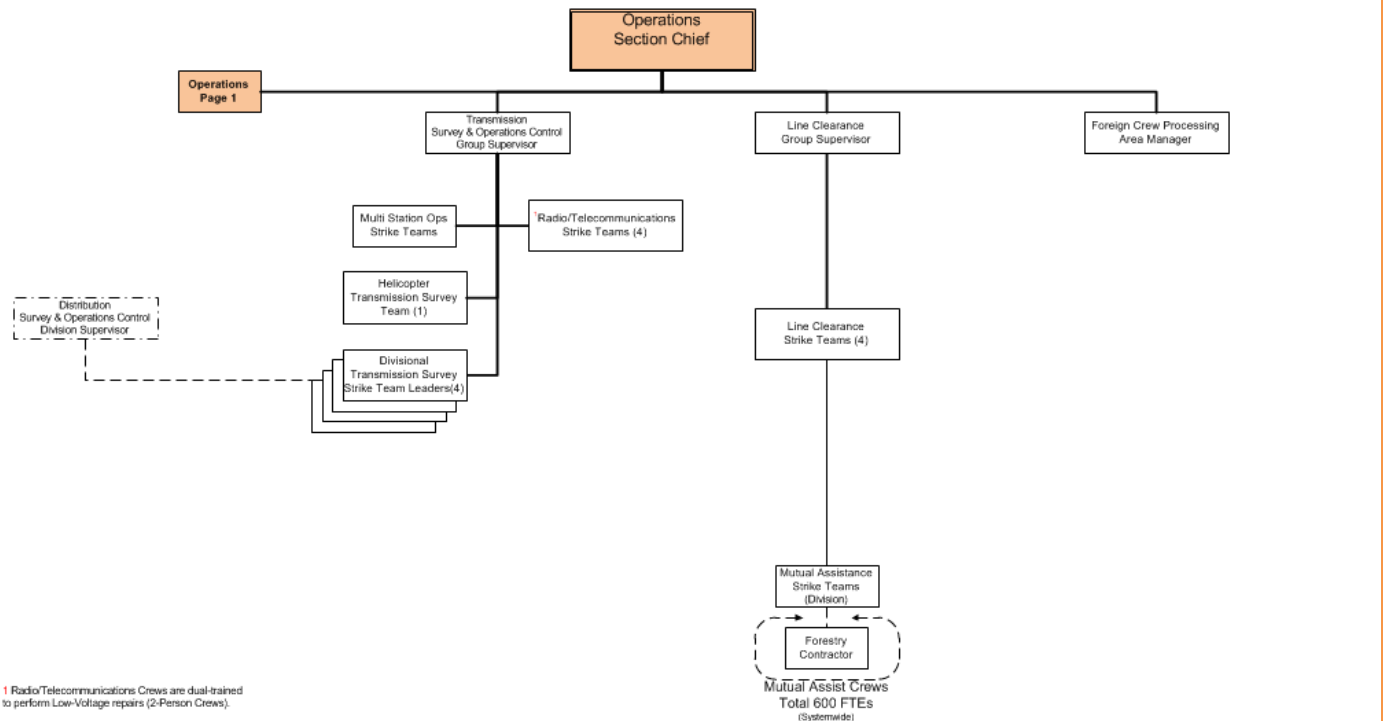 Operations
Section Chief
Operations
Page 1
Transmission
Survey & Operations Control
Group Supervisor
Line Clearance
Group Supervisor
Foreign Crew Processing
Area Manager
Multi Station Ops
Strike Teams
1Radio/Telecommunications
Strike Teams (4)
Helicopter
Transmission Survey
Team (1)
Distribution
Survey & Operations Control
Division Supervisor
Line Clearance
Strike Teams (4)
Divisional
Transmission Survey
Strike Team Leaders(4)
Mutual Assistance
Strike Teams
(Division)
Forestry
Contractor
Mutual Assist Crews
Total 600 FTEs
(Systemwide)
1 Radio/Telecommunications Crews are dual-trained
to perform Low-Voltage repairs (2-Person Crews).